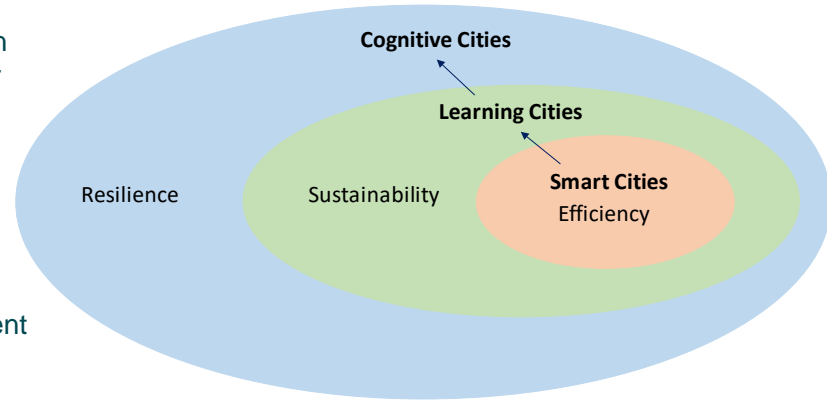 Cognitive Cities
Learning Cities
Smart Cities
Resilience
Sustainability
Efficiency